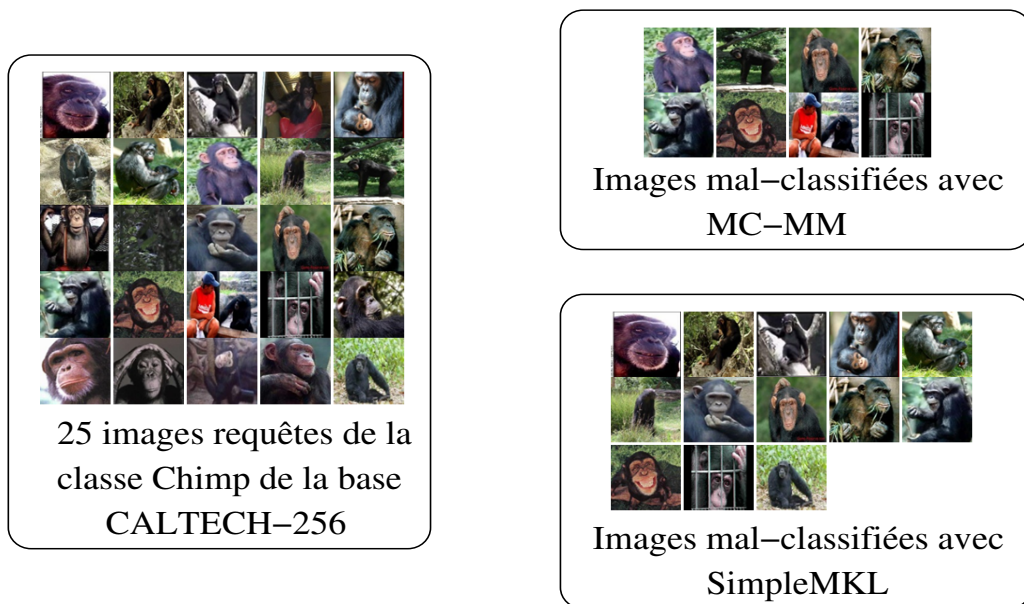 25 images requêtes de la
classe Chimp de la base
CALTECH−256
Images mal−classifiées avec
MC−MM
Images mal−classifiées avec
SimpleMKL